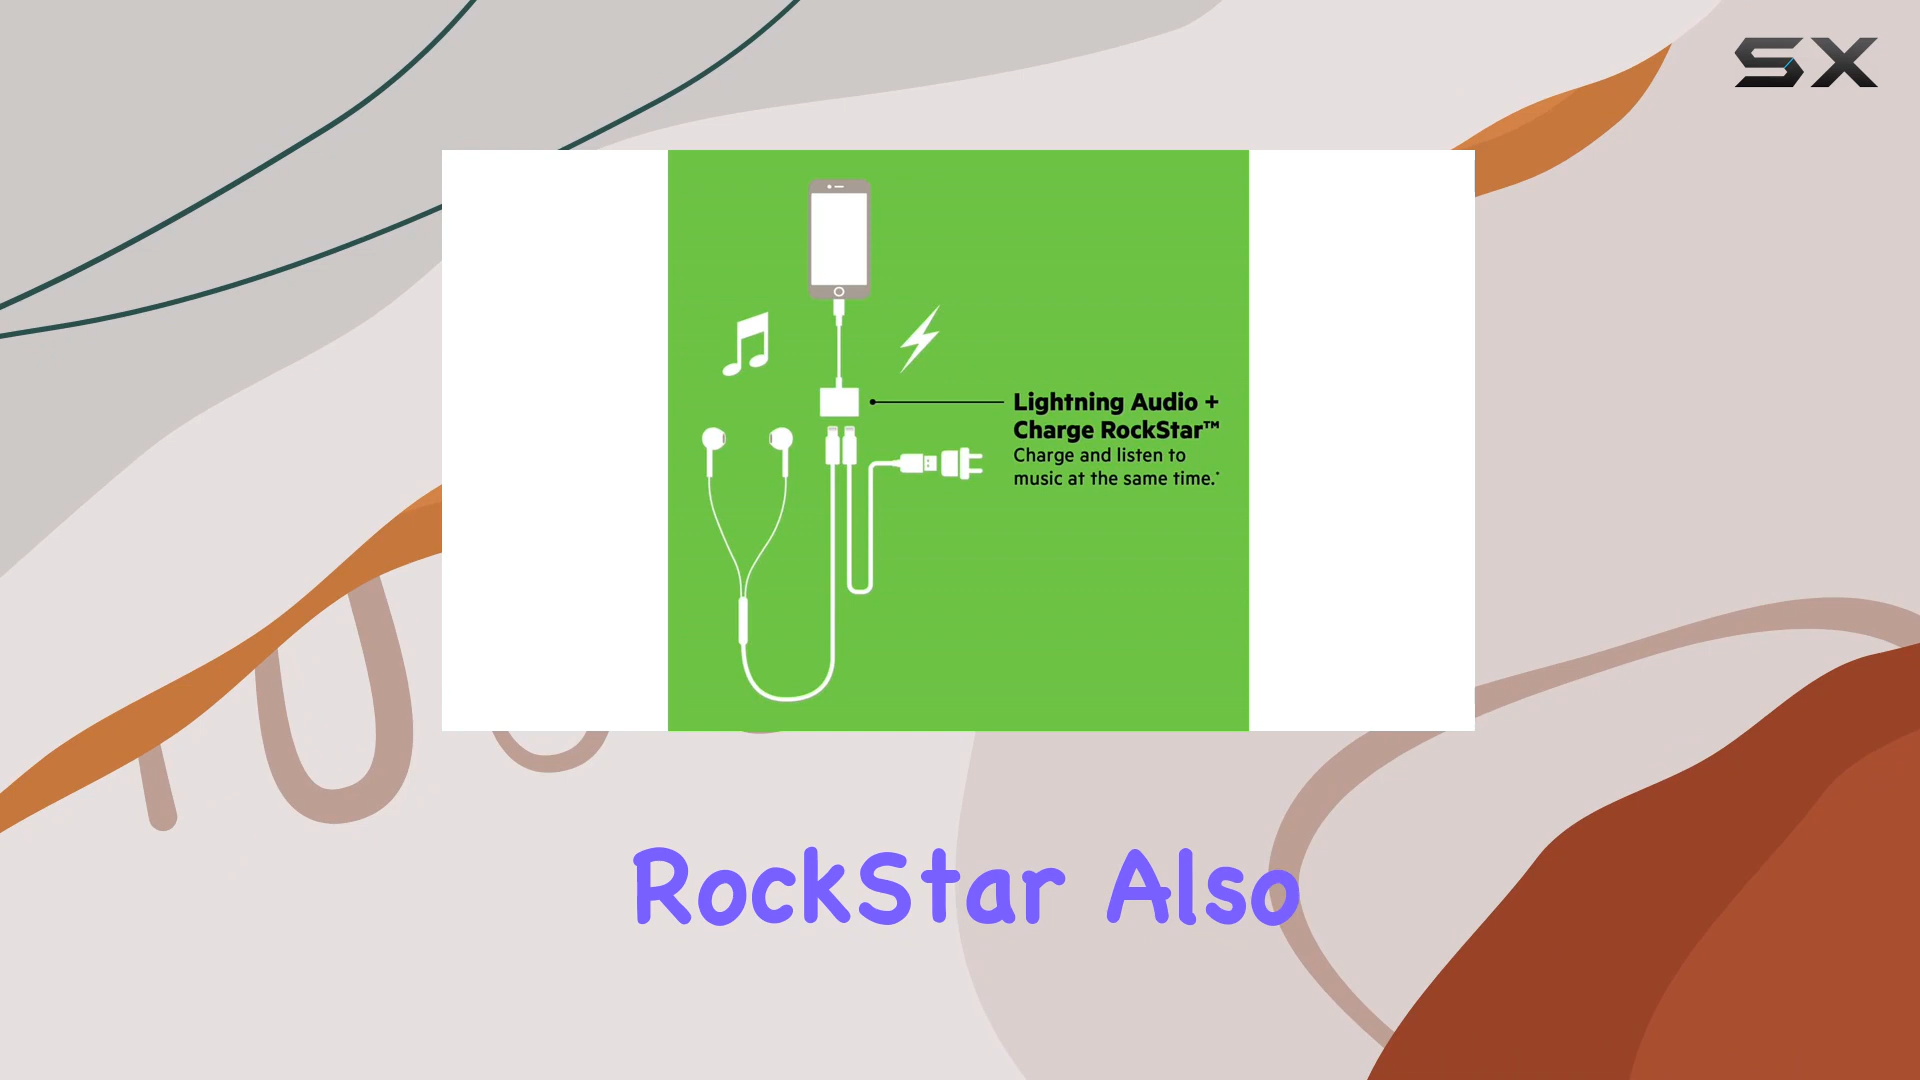 SX
Lightning Audio +
Charge RockStar™
Charge and listen to
music at the same time.*
RockStar Also